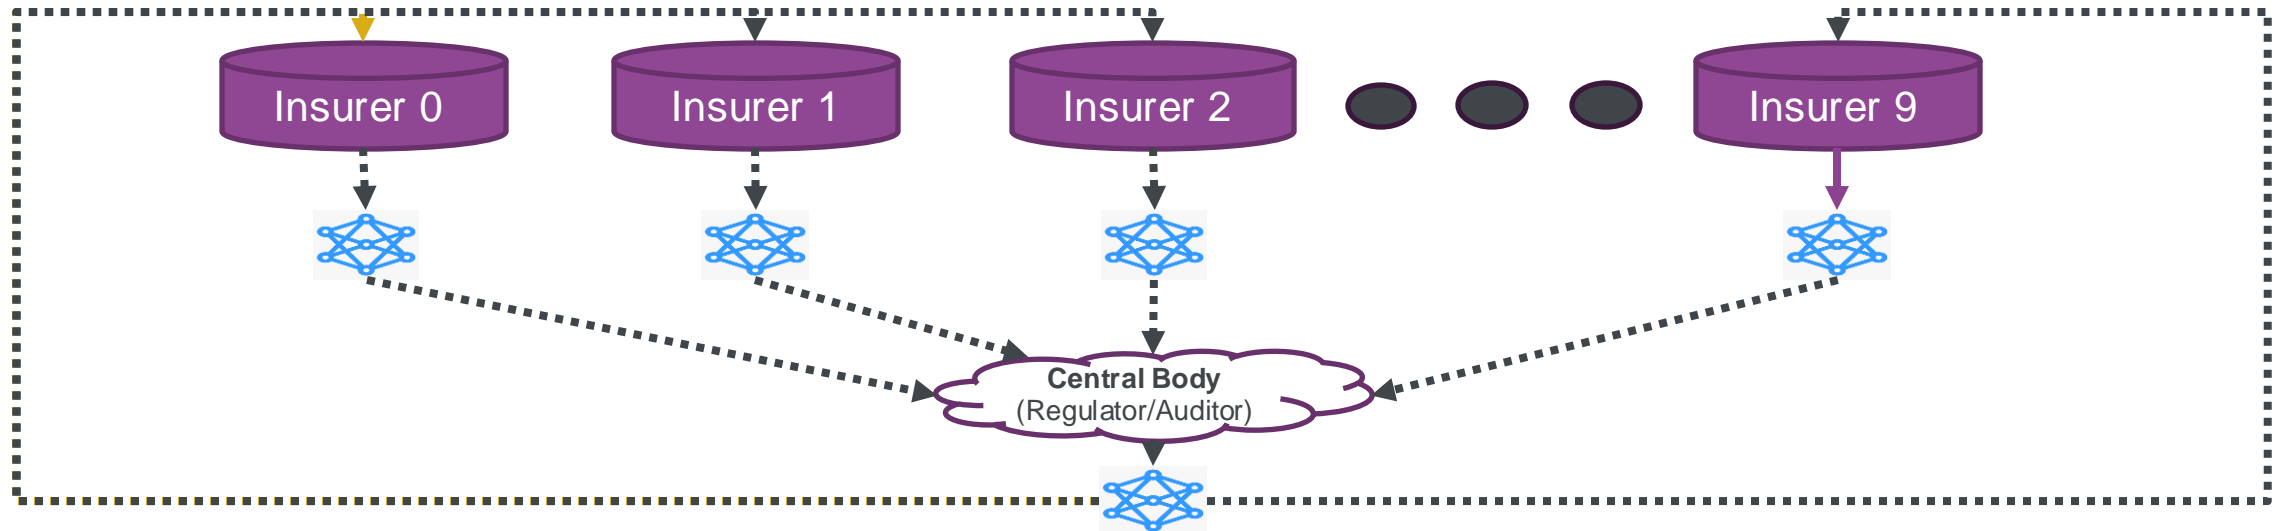 Insurer 0
Insurer 1
Insurer 2
Insurer 9
Central Body
(Regulator/Auditor)